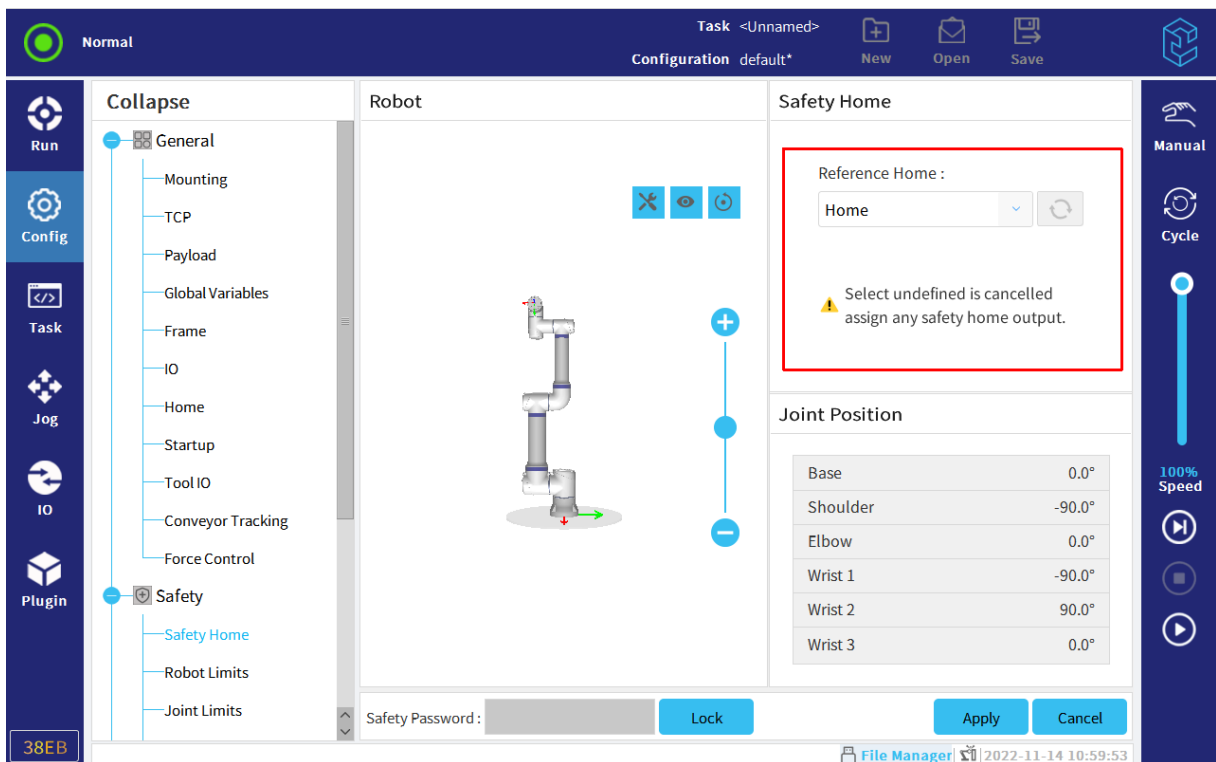 Normal
Task <Unnamed>
Configuration default*
New
Open
Save
Run
Config
Task
Jog
IO
Plugin
38EB
Collapse
General
Mounting
TCP
Payload
Global Variables
Frame
IO
Home
Startup
Tool IO
Conveyor Tracking
Force Control
Safety
Safety Home
Robot Limits
Joint Limits
Robot
Safety Home
Reference Home :
Home
Select undefined is cancelled
assign any safety home output.
Joint Position
Base 0.0°
Shoulder -90.0°
Elbow 0.0°
Wrist 1 -90.0°
Wrist 2 90.0°
Wrist 3 0.0°
Safety Password :
Lock
Apply
Cancel
File Manager
2022-11-14 10:59:53
Manual
Cycle
100%
Speed